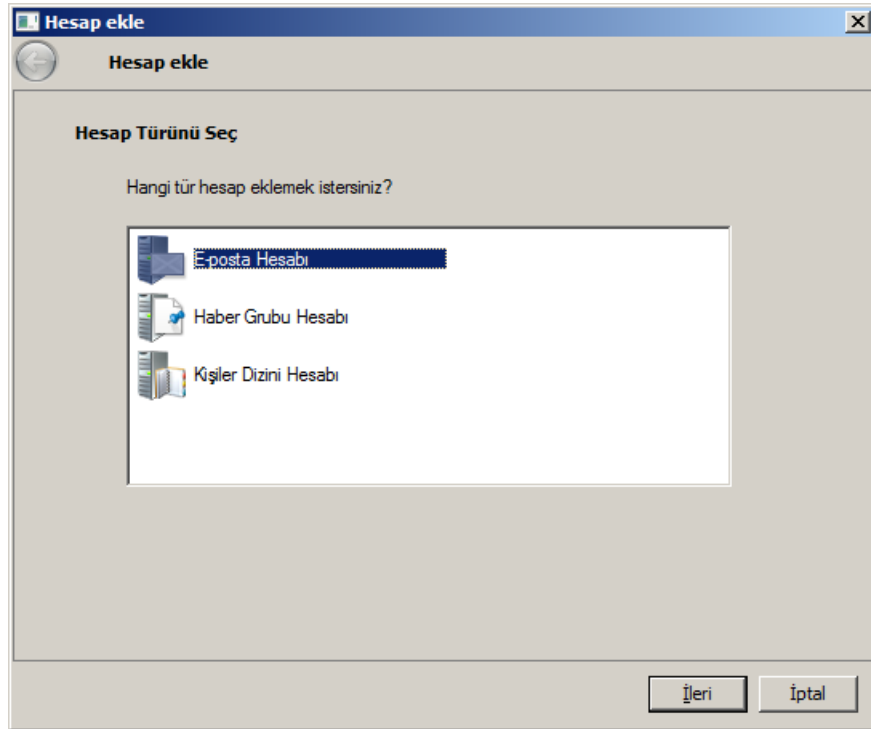 Hesap ekle
Hesap ekle
Hesap Türünü Seç
Hangi tür hesap eklemek istersiniz?
E-posta Hesabı
Haber Grubu Hesabı
Kişiler Dizini Hesabı
İleri
İptal